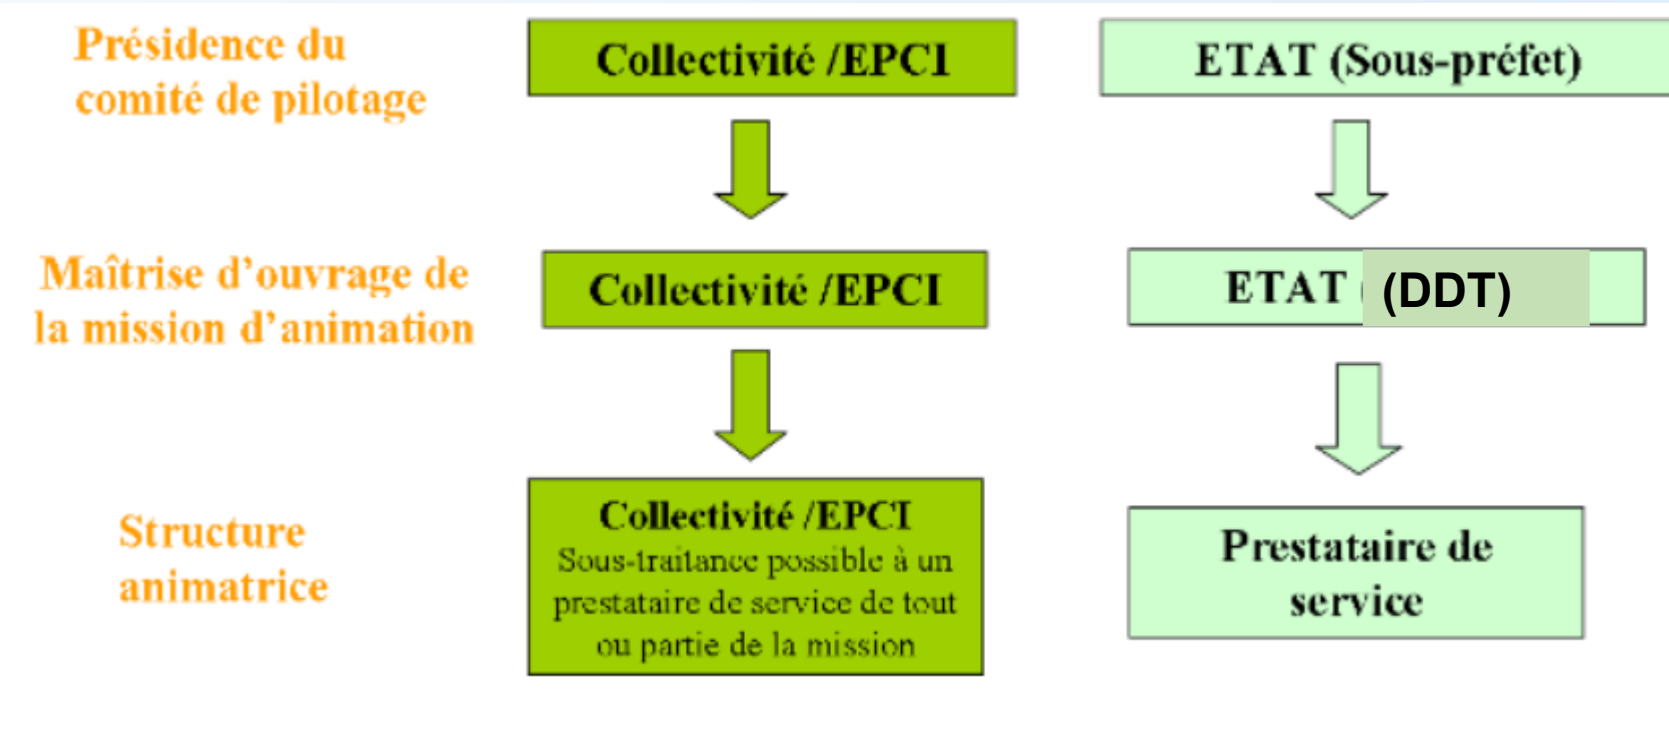 Présidence du
comité de pilotage
Collectivité /EPCI
ETAT (Sous-préfet)
Maîtrise d'ouvrage de
la mission d'animation
Collectivité /EPCI
ETAT (DDT)
Structure
animatrice
Collectivité /EPCI
Sous-traitance possible à un
prestataire de service de tout
ou partie de la mission
Prestataire de
service